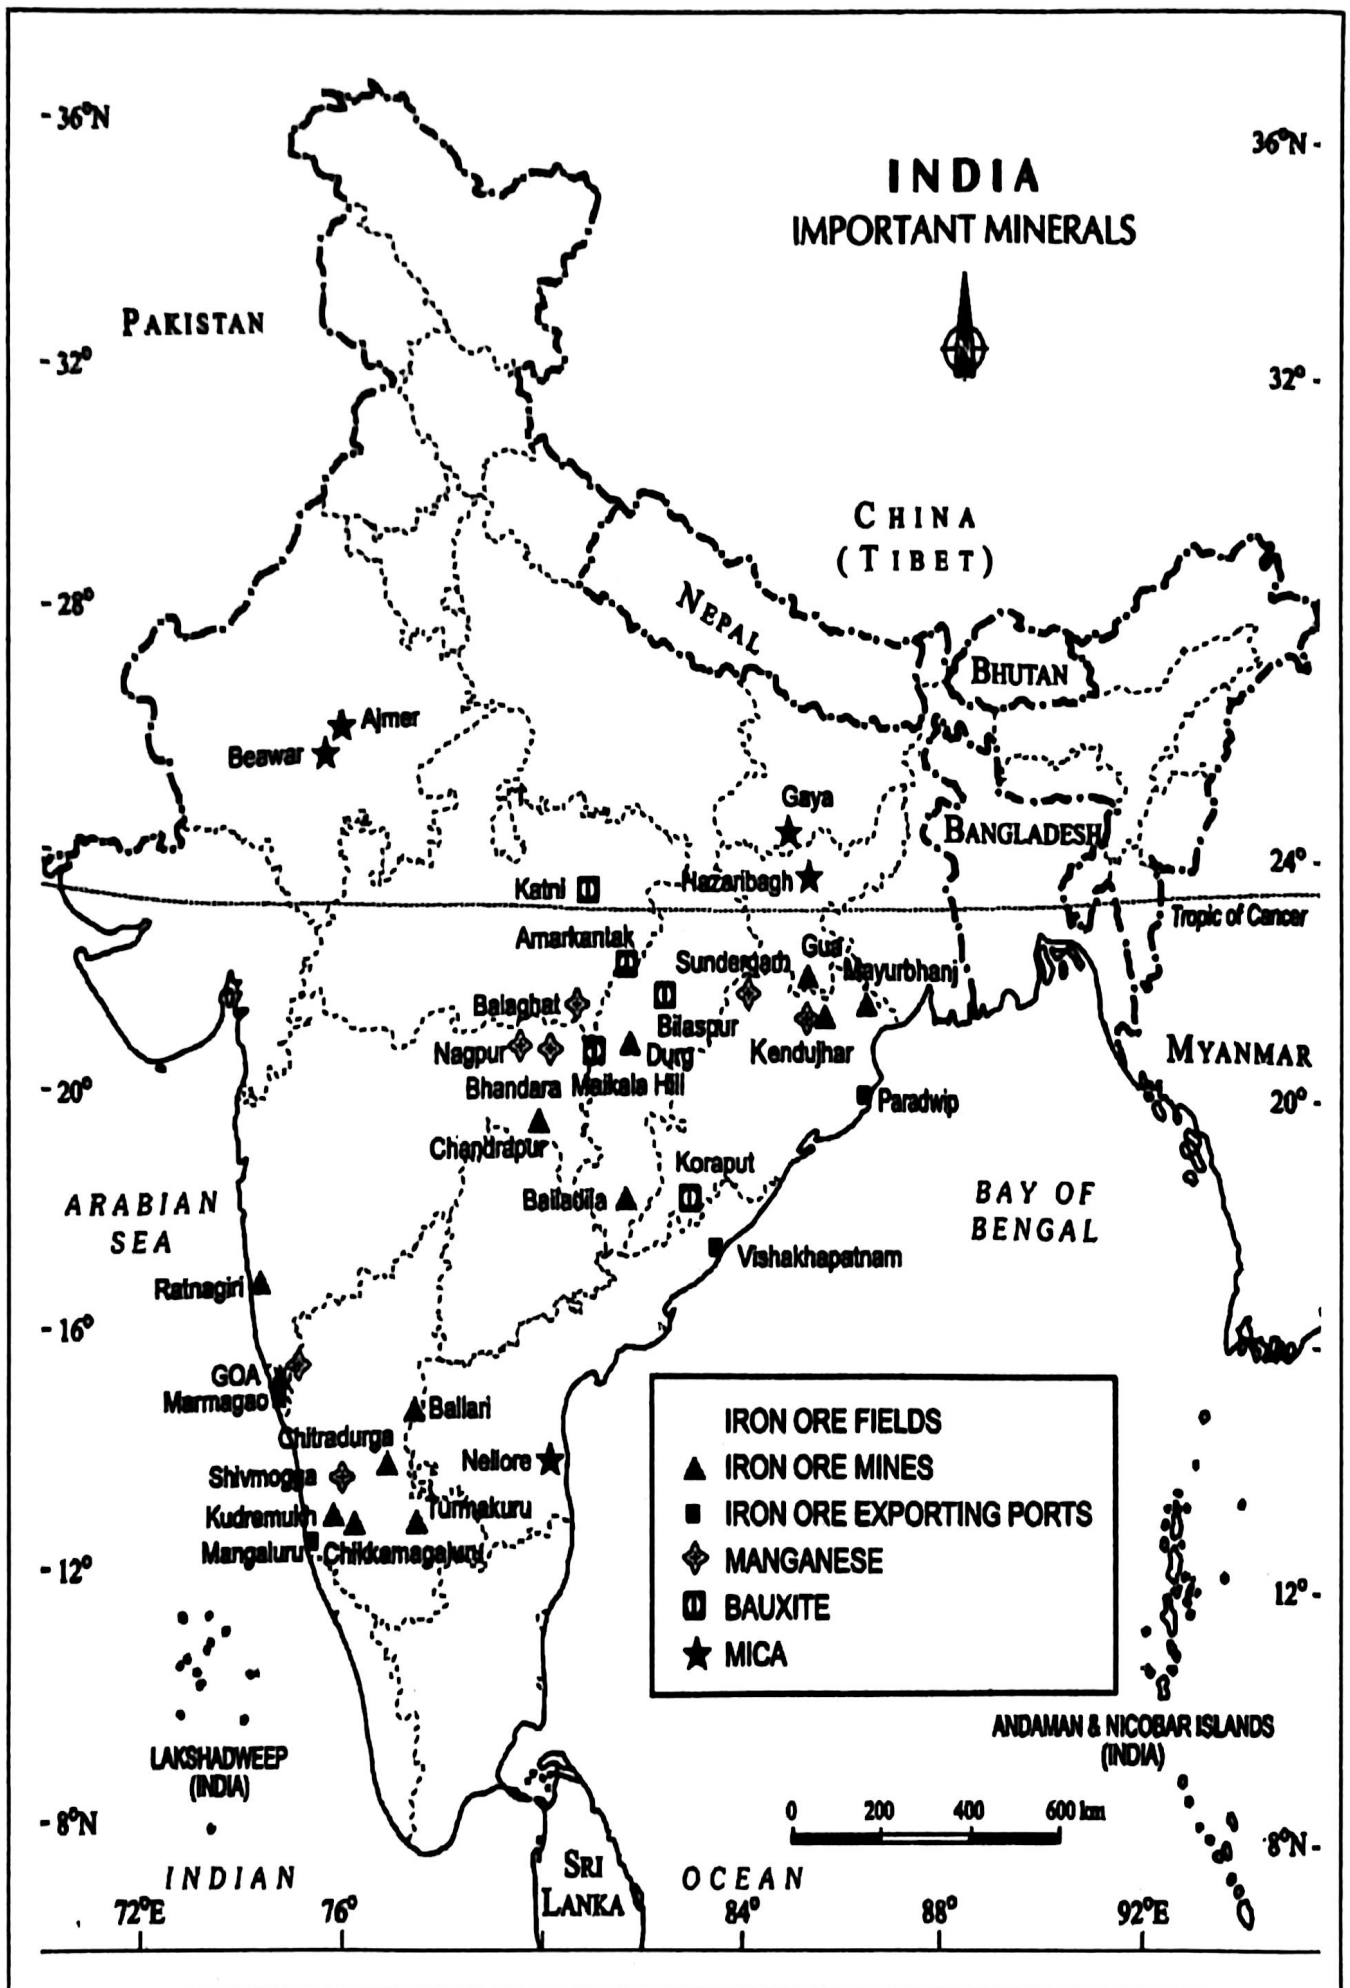 36°N
36°N
INDIA
IMPORTANT MINERALS
N
PAKISTAN
32°
32°
CHINA
(TIBET)
28°
NEPAL
BHUTAN
Ajmer
Beawar
Gaya
BANGLADESH
24°
Katni
Hazaribagh
Tropic of Cancer
Amarkantak
Sundergarh
Gua
Mayurbhanj
Balaghat
Bilaspur
Nagpur
Durg
Kendujhar
MYANMAR
Bhandara
Maikala Hill
20°
20°
Paradwip
Chandrapur
Koraput
Bailadila
ARABIAN
SEA
BAY OF
BENGAL
Vishakhapatnam
Ratnagiri
16°
GOA
Marmagao
Ballari
Chitradurga
Nellore
Shivmogga
Kudremukh
Tumakuru
Mangaluru
Chikkamagaluru
12°
12°
IRON ORE FIELDS
IRON ORE MINES
IRON ORE EXPORTING PORTS
MANGANESE
BAUXITE
MICA
LAKSHADWEEP
(INDIA)
ANDAMAN & NICOBAR ISLANDS
(INDIA)
0 200 400 600 km
8°N
8°N
INDIAN
OCEAN
SRI
LANKA
72°E 76° 84° 88° 92°E